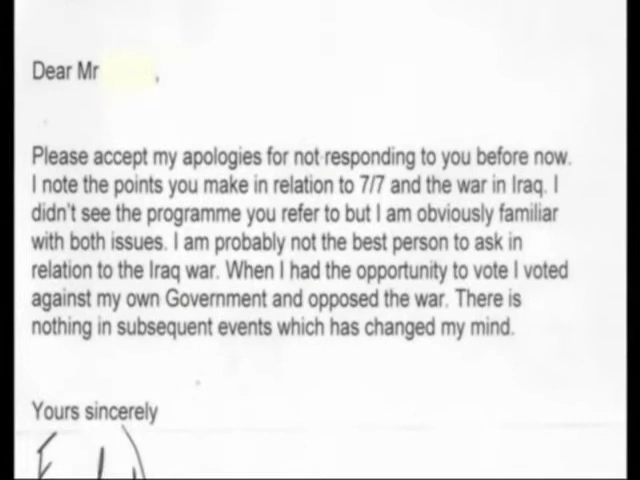 Dear Mr ,
Please accept my apologies for not responding to you before now.
I note the points you make in relation to 7/7 and the war in Iraq. I
didn't see the programme you refer to but I am obviously familiar
with both issues. I am probably not the best person to ask in
relation to the Iraq war. When I had the opportunity to vote I voted
against my own Government and opposed the war. There is
nothing in subsequent events which has changed my mind.
Yours sincerely